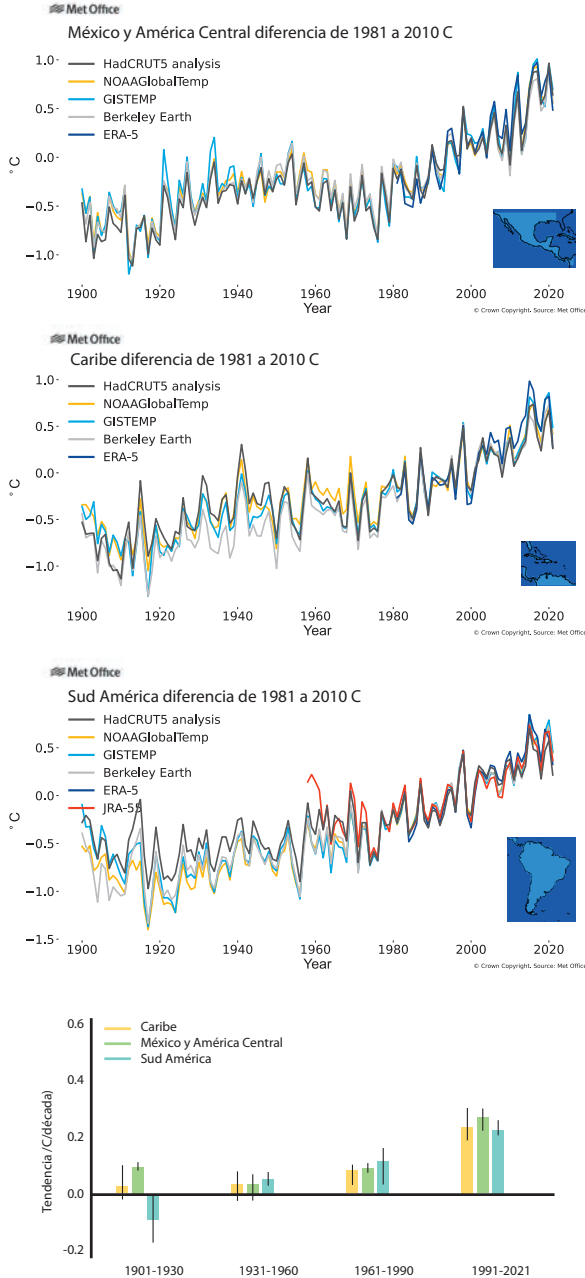 Met Office
México y América Central diferencia de 1981 a 2010 C
HadCRUT5 analysis
NOAAGlobalTemp
GISTEMP
Berkeley Earth
ERA-5
1.0
0.5
0.0
−0.5
−1.0
°C
1900 1920 1940 1960 1980 2000 2020
Year
© Crown Copyright. Source: Met Office
Met Office
Caribe diferencia de 1981 a 2010 C
HadCRUT5 analysis
NOAAGlobalTemp
GISTEMP
Berkeley Earth
ERA-5
1.0
0.5
0.0
−0.5
−1.0
°C
1900 1920 1940 1960 1980 2000 2020
Year
© Crown Copyright. Source: Met Office
Met Office
Sud América diferencia de 1981 a 2010 C
HadCRUT5 analysis
NOAAGlobalTemp
GISTEMP
Berkeley Earth
ERA-5
JRA-55
0.5
0.0
−0.5
−1.0
−1.5
°C
1900 1920 1940 1960 1980 2000 2020
Year
© Crown Copyright. Source: Met Office
0.6
0.4
0.2
0.0
-0.2
Tendencia /C/década)
Caribe
México y América Central
Sud América
1901-1930 1931-1960 1961-1990 1991-2021